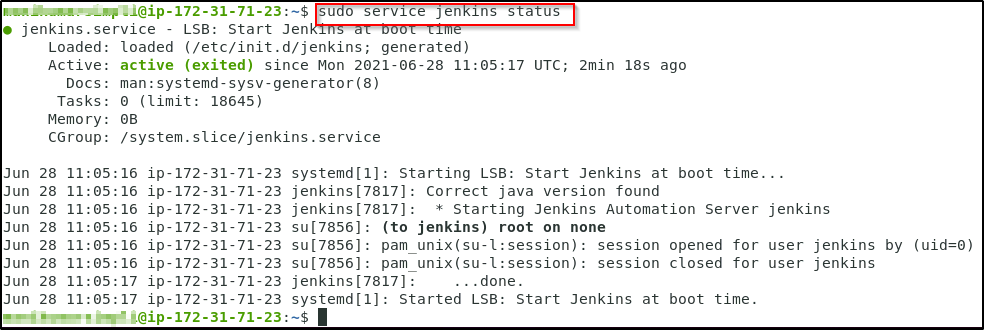 @ip-172-31-71-23:~$ sudo service jenkins status
● jenkins.service - LSB: Start Jenkins at boot time
Loaded: loaded (/etc/init.d/jenkins; generated)
Active: active (exited) since Mon 2021-06-28 11:05:17 UTC; 2min 18s ago
Docs: man:systemd-sysv-generator(8)
Tasks: 0 (limit: 18645)
Memory: 0B
CGroup: /system.slice/jenkins.service
Jun 28 11:05:16 ip-172-31-71-23 systemd[1]: Starting LSB: Start Jenkins at boot time...
Jun 28 11:05:16 ip-172-31-71-23 jenkins[7817]: Correct java version found
Jun 28 11:05:16 ip-172-31-71-23 jenkins[7817]:  * Starting Jenkins Automation Server jenkins
Jun 28 11:05:16 ip-172-31-71-23 su[7856]: (to jenkins) root on none
Jun 28 11:05:16 ip-172-31-71-23 su[7856]: pam_unix(su-l:session): session opened for user jenkins by (uid=0)
Jun 28 11:05:16 ip-172-31-71-23 su[7856]: pam_unix(su-l:session): session closed for user jenkins
Jun 28 11:05:17 ip-172-31-71-23 jenkins[7817]:    ...done.
Jun 28 11:05:17 ip-172-31-71-23 systemd[1]: Started LSB: Start Jenkins at boot time.
@ip-172-31-71-23:~$